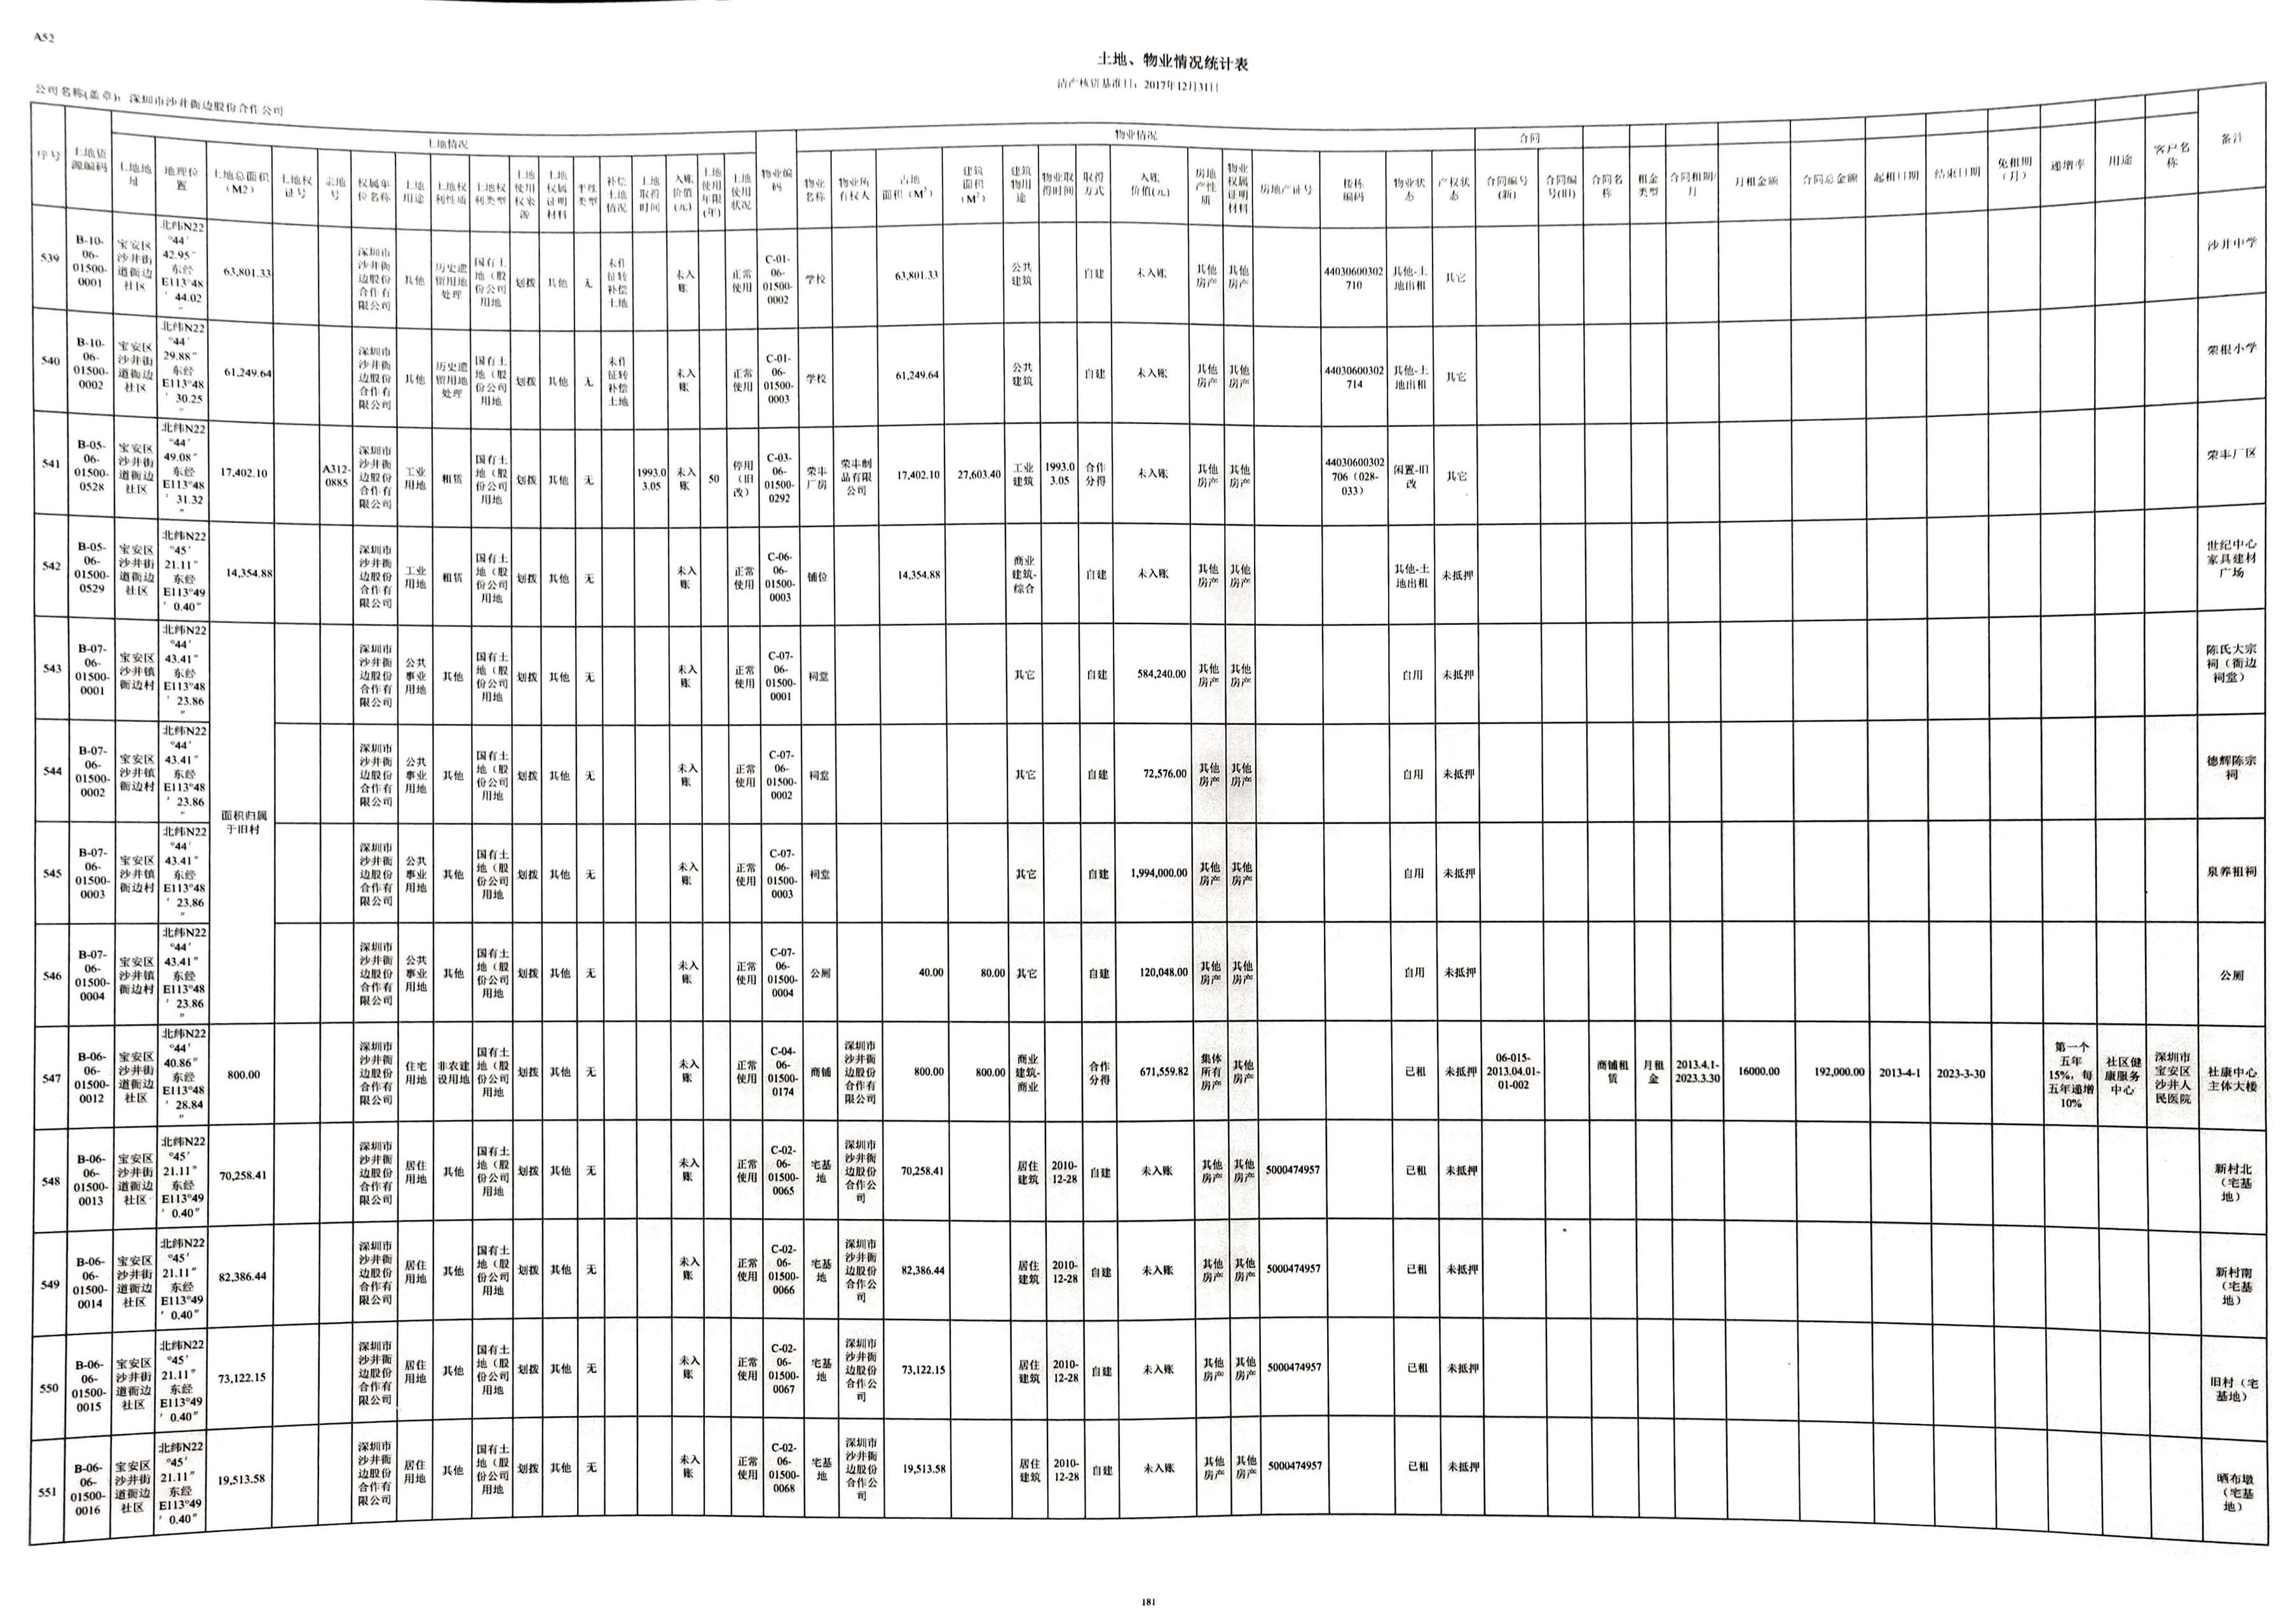 A52
土地、物业情况统计表
清产核资基准日：2017年12月31日
公司名称(盖章)：深圳市沙井衙边股份合作公司
土地情况 物业情况 合同
序号 土地资源编码 土地地址 地理位置 土地总面积（M2） 土地权证号 宗地号 权属单位名称 土地用途 土地权利性质 土地权利类型 土地使用权来源 土地权属证明材料 手性类型 补偿土地情况 土地取得时间 入账价值(元) 土地使用年限(年) 土地使用状况 物业编码 物业名称 物业所有权人 占地面积（M²） 建筑面积（M²） 建筑物用途 物业取得时间 取得方式 入账价值(元) 房地产性质 物业权属证明材料 房地产证号 楼栋编码 物业状态 产权状态 合同编号(新) 合同编号(旧) 合同名称 租金类型 合同租期/月 月租金额 合同总金额 起租日期 结束日期 免租期（月） 递增率 用途 客户名称 备注
539 B-10-06-01500-0001 宝安区沙井街道衙边社区 北纬N22°44′42.95″东经E113°48′44.02″ 63,801.33 深圳市沙井衙边股份合作有限公司 其他 历史遗留用地处理 国有土地（股份公司用地 划拨 其他 无 未作征转补偿土地 未入账 正常使用 C-01-06-01500-0002 学校 63,801.33 公共建筑 自建 未入账 其他房产 其他房产 44030600302710 其他-土地出租 其它 沙井中学
540 B-10-06-01500-0002 宝安区沙井街道衙边社区 北纬N22°44′29.88″东经E113°48′30.25″ 61,249.64 深圳市沙井衙边股份合作有限公司 其他 历史遗留用地处理 国有土地（股份公司用地 划拨 其他 无 未作征转补偿土地 未入账 正常使用 C-01-06-01500-0003 学校 61,249.64 公共建筑 自建 未入账 其他房产 其他房产 44030600302714 其他-土地出租 其它 荣根小学
541 B-05-06-01500-0528 宝安区沙井街道衙边社区 北纬N22°44′49.08″东经E113°48′31.32″ 17,402.10 A312-0885 深圳市沙井衙边股份合作有限公司 工业用地 租赁 国有土地（股份公司用地 划拨 其他 无 1993.03.05 未入账 50 停用（旧改） C-03-06-01500-0292 荣丰厂房 荣丰制品有限公司 17,402.10 27,603.40 工业建筑 1993.03.05 合作分得 未入账 其他房产 其他房产 44030600302706（028-033） 闲置-旧改 其它 荣丰厂区
542 B-05-06-01500-0529 宝安区沙井街道衙边社区 北纬N22°45′21.11″东经E113°49′0.40″ 14,354.88 深圳市沙井衙边股份合作有限公司 工业用地 租赁 国有土地（股份公司用地 划拨 其他 无 未入账 正常使用 C-06-06-01500-0003 铺位 14,354.88 商业建筑-综合 自建 未入账 其他房产 其他房产 其他-土地出租 未抵押 世纪中心家具建材广场
543 B-07-06-01500-0001 宝安区沙井镇衙边村 北纬N22°44′43.41″东经E113°48′23.86″ 面积归属于旧村 深圳市沙井衙边股份合作有限公司 公共事业用地 其他 国有土地（股份公司用地 划拨 其他 无 未入账 正常使用 C-07-06-01500-0001 祠堂 其它 自建 584,240.00 其他房产 其他房产 自用 未抵押 陈氏大宗祠（衙边祠堂）
544 B-07-06-01500-0002 宝安区沙井镇衙边村 北纬N22°44′43.41″东经E113°48′23.86″ 深圳市沙井衙边股份合作有限公司 公共事业用地 其他 国有土地（股份公司用地 划拨 其他 无 未入账 正常使用 C-07-06-01500-0002 祠堂 其它 自建 72,576.00 其他房产 其他房产 自用 未抵押 德辉陈宗祠
545 B-07-06-01500-0003 宝安区沙井镇衙边村 北纬N22°44′43.41″东经E113°48′23.86″ 深圳市沙井衙边股份合作有限公司 公共事业用地 其他 国有土地（股份公司用地 划拨 其他 无 未入账 正常使用 C-07-06-01500-0003 祠堂 其它 自建 1,994,000.00 其他房产 其他房产 自用 未抵押 泉养祖祠
546 B-07-06-01500-0004 宝安区沙井镇衙边村 北纬N22°44′43.41″东经E113°48′23.86″ 深圳市沙井衙边股份合作有限公司 公共事业用地 其他 国有土地（股份公司用地 划拨 其他 无 未入账 正常使用 C-07-06-01500-0004 公厕 40.00 80.00 其它 自建 120,048.00 其他房产 其他房产 自用 未抵押 公厕
547 B-06-06-01500-0012 宝安区沙井街道衙边社区 北纬N22°44′40.86″东经E113°48′28.84″ 800.00 深圳市沙井衙边股份合作有限公司 住宅用地 非农建设用地 国有土地（股份公司用地 划拨 其他 无 未入账 正常使用 C-04-06-01500-0174 商铺 深圳市沙井衙边股份合作有限公司 800.00 800.00 商业建筑-商业 合作分得 671,559.82 集体所有房产 其他房产 已租 未抵押 06-015-2013.04.01-01-002 商铺租赁 月租金 2013.4.1-2023.3.30 16000.00 192,000.00 2013-4-1 2023-3-30 第一个五年15%，每五年递增10% 社区健康服务中心 深圳市宝安区沙井人民医院 社康中心主体大楼
548 B-06-06-01500-0013 宝安区沙井街道衙边社区 北纬N22°45′21.11″东经E113°49′0.40″ 70,258.41 深圳市沙井衙边股份合作有限公司 居住用地 其他 国有土地（股份公司用地 划拨 其他 无 未入账 正常使用 C-02-06-01500-0065 宅基地 深圳市沙井衙边股份合作公司 70,258.41 居住建筑 2010-12-28 自建 未入账 其他房产 其他房产 5000474957 已租 未抵押 新村北（宅基地）
549 B-06-06-01500-0014 宝安区沙井街道衙边社区 北纬N22°45′21.11″东经E113°49′0.40″ 82,386.44 深圳市沙井衙边股份合作有限公司 居住用地 其他 国有土地（股份公司用地 划拨 其他 无 未入账 正常使用 C-02-06-01500-0066 宅基地 深圳市沙井衙边股份合作公司 82,386.44 居住建筑 2010-12-28 自建 未入账 其他房产 其他房产 5000474957 已租 未抵押 新村南（宅基地）
550 B-06-06-01500-0015 宝安区沙井街道衙边社区 北纬N22°45′21.11″东经E113°49′0.40″ 73,122.15 深圳市沙井衙边股份合作有限公司 居住用地 其他 国有土地（股份公司用地 划拨 其他 无 未入账 正常使用 C-02-06-01500-0067 宅基地 深圳市沙井衙边股份合作公司 73,122.15 居住建筑 2010-12-28 自建 未入账 其他房产 其他房产 5000474957 已租 未抵押 旧村（宅基地）
551 B-06-06-01500-0016 宝安区沙井街道衙边社区 北纬N22°45′21.11″东经E113°49′0.40″ 19,513.58 深圳市沙井衙边股份合作有限公司 居住用地 其他 国有土地（股份公司用地 划拨 其他 无 未入账 正常使用 C-02-06-01500-0068 宅基地 深圳市沙井衙边股份合作公司 19,513.58 居住建筑 2010-12-28 自建 未入账 其他房产 其他房产 5000474957 已租 未抵押 晒布墩（宅基地）
181